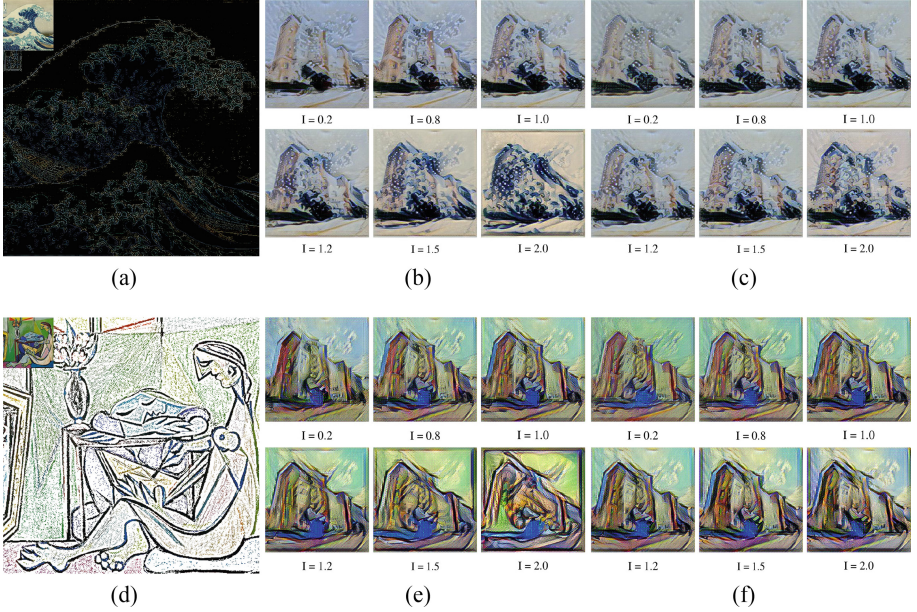 I = 0.2 I = 0.8 I = 1.0 I = 0.2 I = 0.8 I = 1.0
I = 1.2 I = 1.5 I = 2.0 I = 1.2 I = 1.5 I = 2.0
(a) (b) (c)
I = 0.2 I = 0.8 I = 1.0 I = 0.2 I = 0.8 I = 1.0
I = 1.2 I = 1.5 I = 2.0 I = 1.2 I = 1.5 I = 2.0
(d) (e) (f)